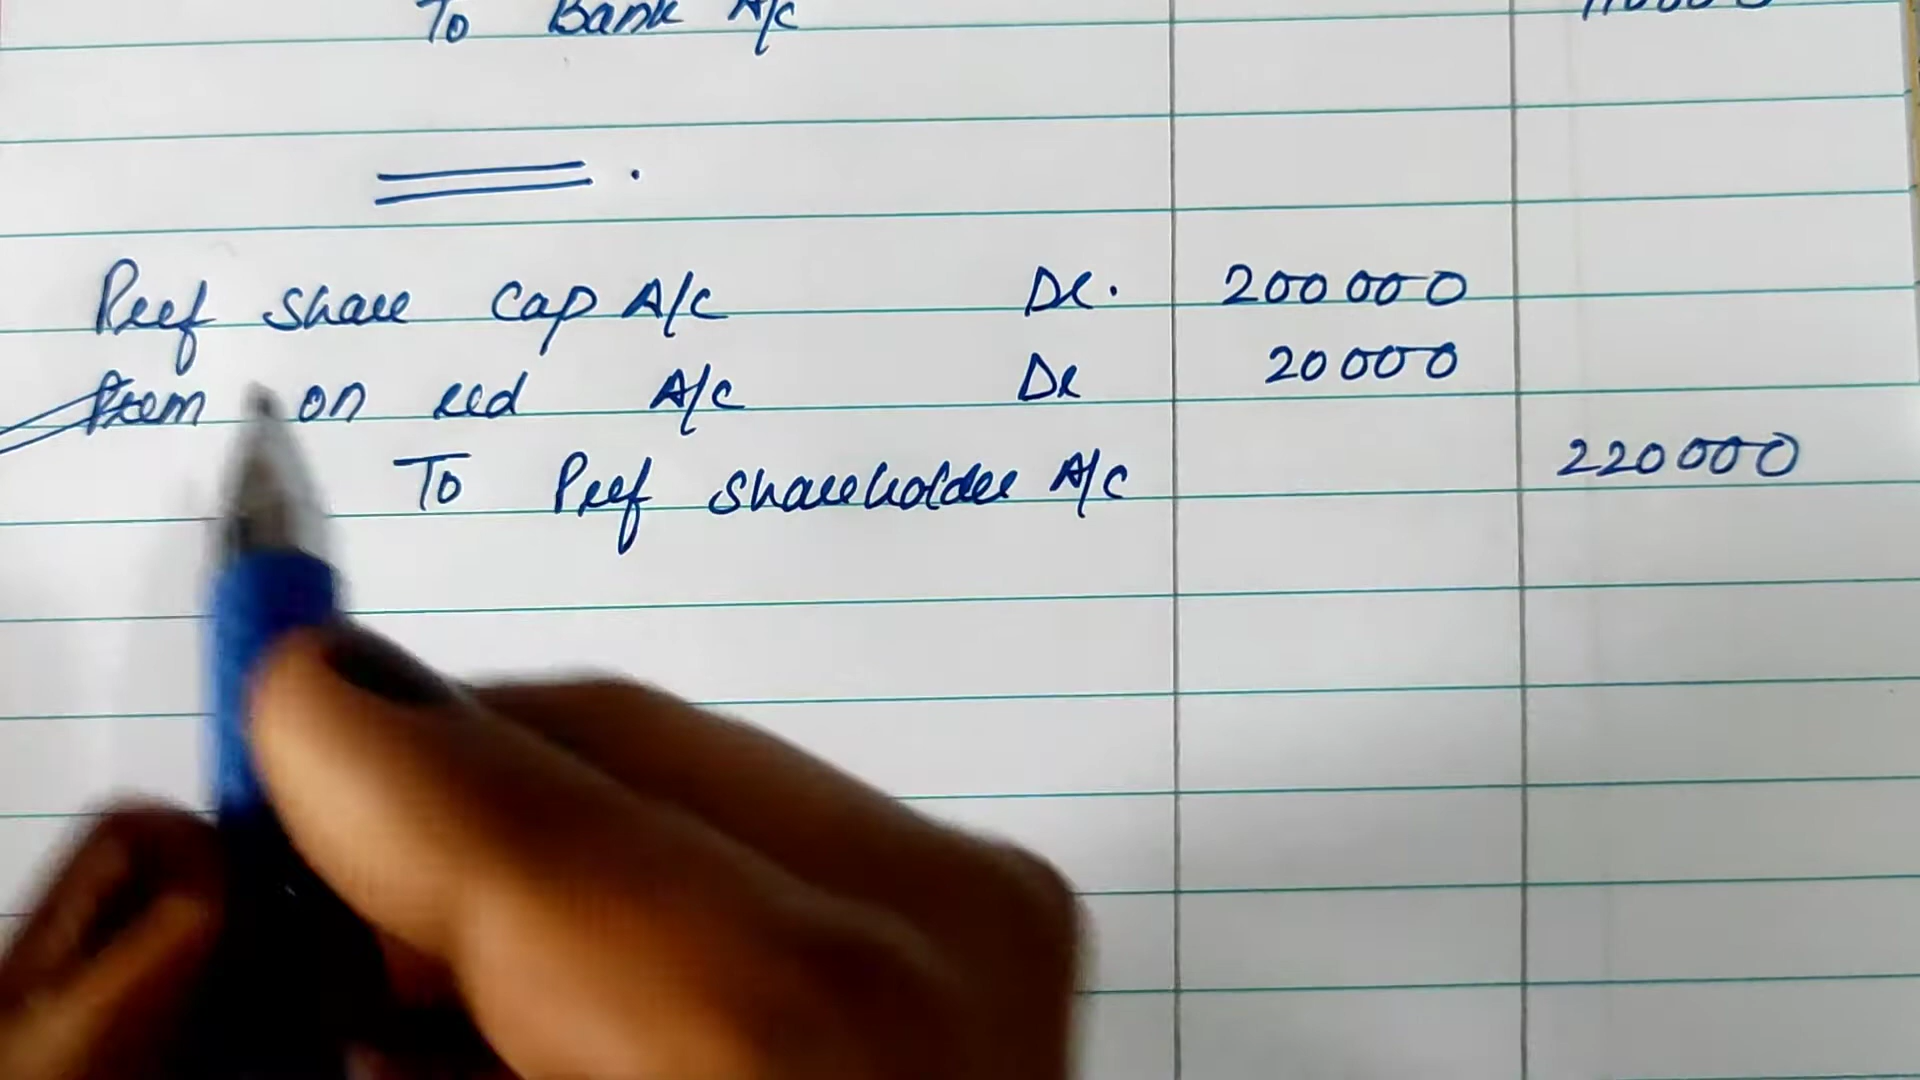 To Bank A/c
Pref share cap A/c Dr. 200000
Prem on red A/c Dr 20000
To Pref shareholder A/c 220000